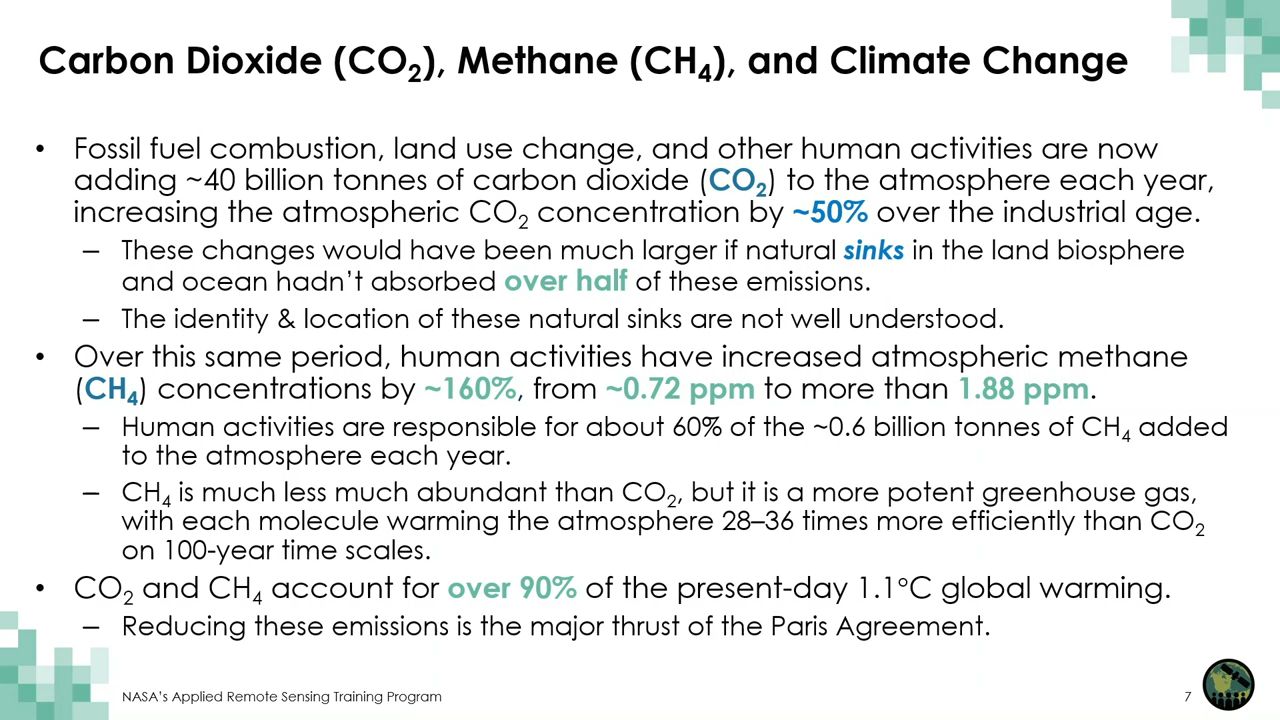 Carbon Dioxide (CO₂), Methane (CH₄), and Climate Change
• Fossil fuel combustion, land use change, and other human activities are now
adding ~40 billion tonnes of carbon dioxide (CO₂) to the atmosphere each year,
increasing the atmospheric CO₂ concentration by ~50% over the industrial age.
– These changes would have been much larger if natural sinks in the land biosphere
and ocean hadn’t absorbed over half of these emissions.
– The identity & location of these natural sinks are not well understood.
• Over this same period, human activities have increased atmospheric methane
(CH₄) concentrations by ~160%, from ~0.72 ppm to more than 1.88 ppm.
– Human activities are responsible for about 60% of the ~0.6 billion tonnes of CH₄ added
to the atmosphere each year.
– CH₄ is much less much abundant than CO₂, but it is a more potent greenhouse gas,
with each molecule warming the atmosphere 28–36 times more efficiently than CO₂
on 100-year time scales.
• CO₂ and CH₄ account for over 90% of the present-day 1.1°C global warming.
– Reducing these emissions is the major thrust of the Paris Agreement.
NASA’s Applied Remote Sensing Training Program
7